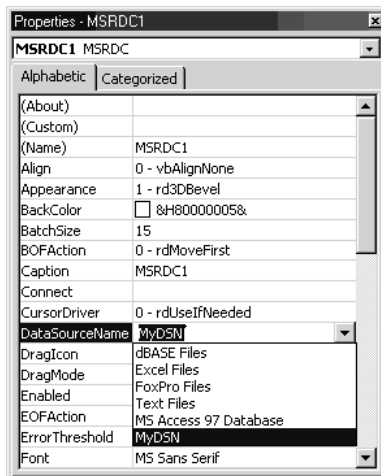 Properties - MSRDC1
MSRDC1 MSRDC
Alphabetic Categorized
(About)
(Custom)
(Name) MSRDC1
Align 0 - vbAlignNone
Appearance 1 - rd3DBevel
BackColor &H80000005&
BatchSize 15
BOFAction 0 - rdMoveFirst
Caption MSRDC1
Connect
CursorDriver 0 - rdUseIfNeeded
DataSourceName MyDSN
DragIcon dBASE Files
DragMode Excel Files
FoxPro Files
Enabled Text Files
EOFAction MS Access 97 Database
ErrorThreshold MyDSN
Font MS Sans Serif